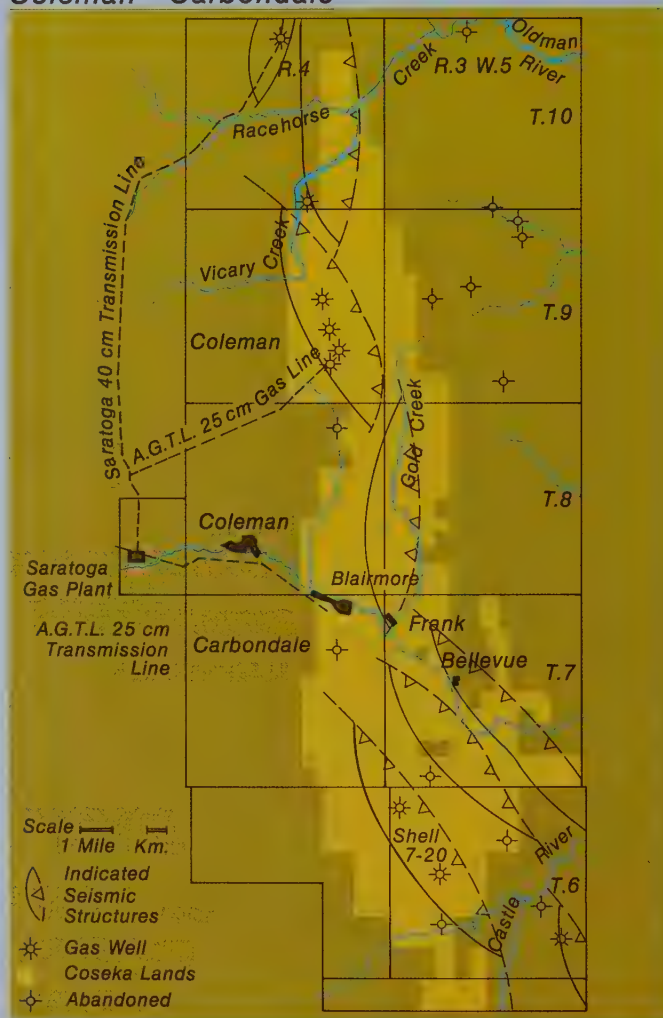 Coleman - Carbondale
Oldman
River
Creek
R.3 W.5
R.4
Racehorse
T.10
Saratoga 40 cm Transmission Line
Vicary
Creek
Coleman
T.9
A.G.T.L. 25 cm Gas Line
Gold Creek
T.8
Coleman
Saratoga
Gas Plant
Blairmore
A.G.T.L. 25 cm
Transmission
Line
Carbondale
Frank
Bellevue
T.7
Scale
1 Mile Km.
Shell
7-20
River
Castle
T.6
Indicated
Seismic
Structures
Gas Well
Coseka Lands
Abandoned